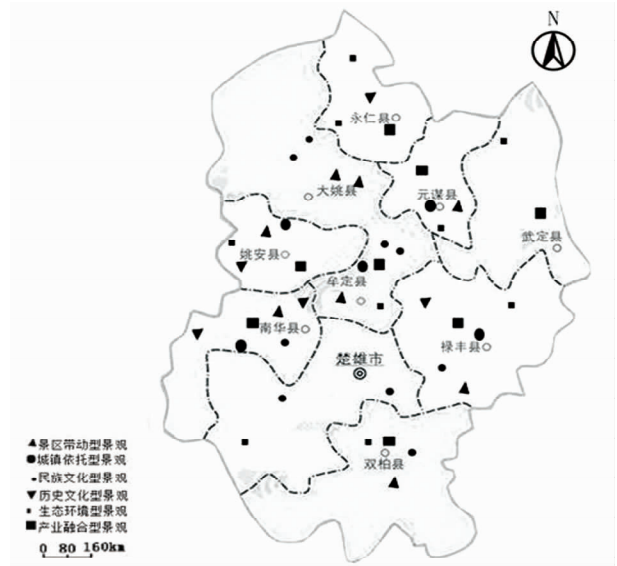 N
永仁县
大姚县
元谋县
武定县
姚安县
牟定县
南华县
禄丰县
楚雄市
双柏县
景区带动型景观
城镇依托型景观
民族文化型景观
历史文化型景观
生态环境型景观
产业融合型景观
0 80 160km